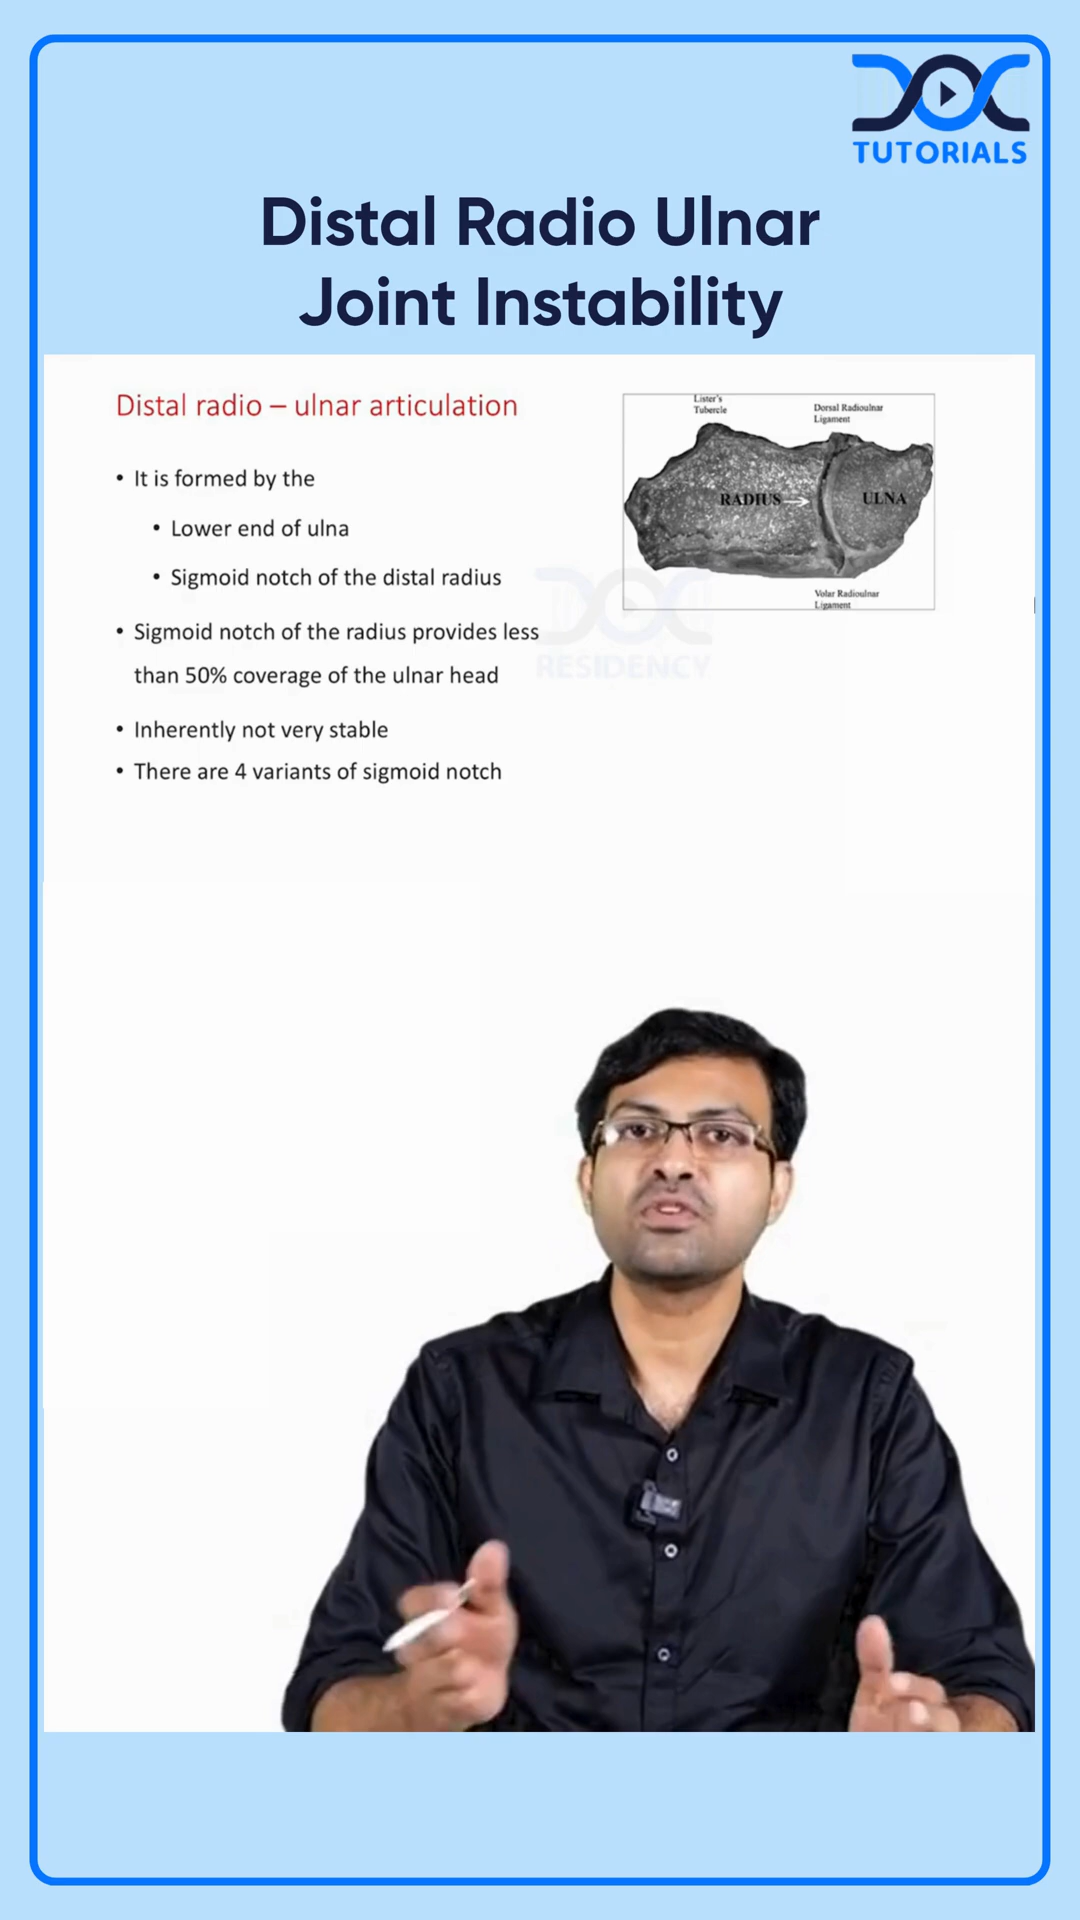 DOC
TUTORIALS
Distal Radio Ulnar
Joint Instability
Distal radio – ulnar articulation
• It is formed by the
• Lower end of ulna
• Sigmoid notch of the distal radius
• Sigmoid notch of the radius provides less
than 50% coverage of the ulnar head
• Inherently not very stable
• There are 4 variants of sigmoid notch
Lister's
Tubercle
Dorsal Radioulnar
Ligament
RADIUS
ULNA
Volar Radioulnar
Ligament
DOC
RESIDENCY